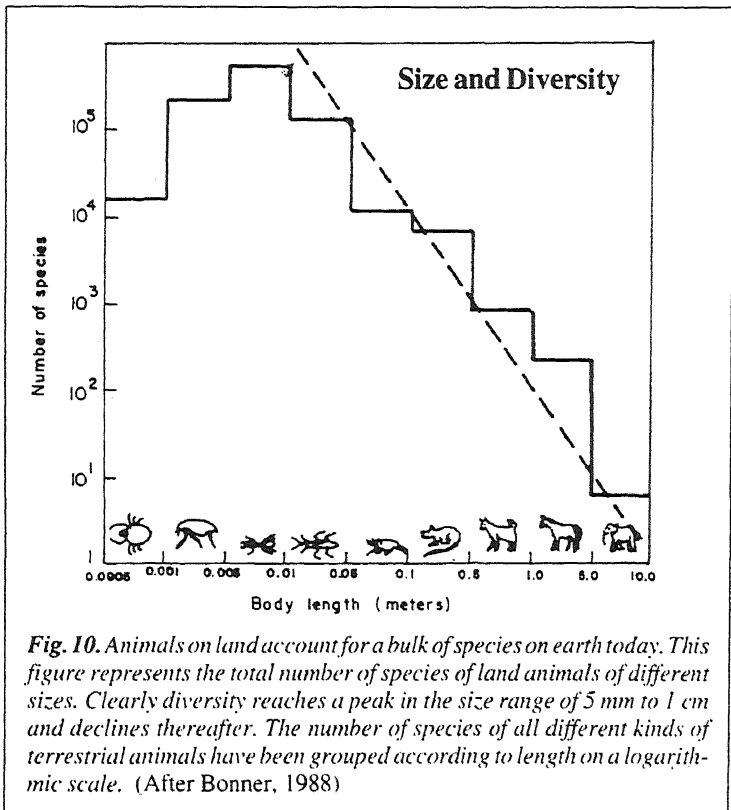 Size and Diversity
10⁵
10⁴
10³
10²
10¹
1
Number of species
0.0005 0.001 0.005 0.01 0.05 0.1 0.5 1.0 5.0 10.0
Body length (meters)
Fig. 10. Animals on land account for a bulk of species on earth today. This
figure represents the total number of species of land animals of different
sizes. Clearly diversity reaches a peak in the size range of 5 mm to 1 cm
and declines thereafter. The number of species of all different kinds of
terrestrial animals have been grouped according to length on a logarith-
mic scale. (After Bonner, 1988)